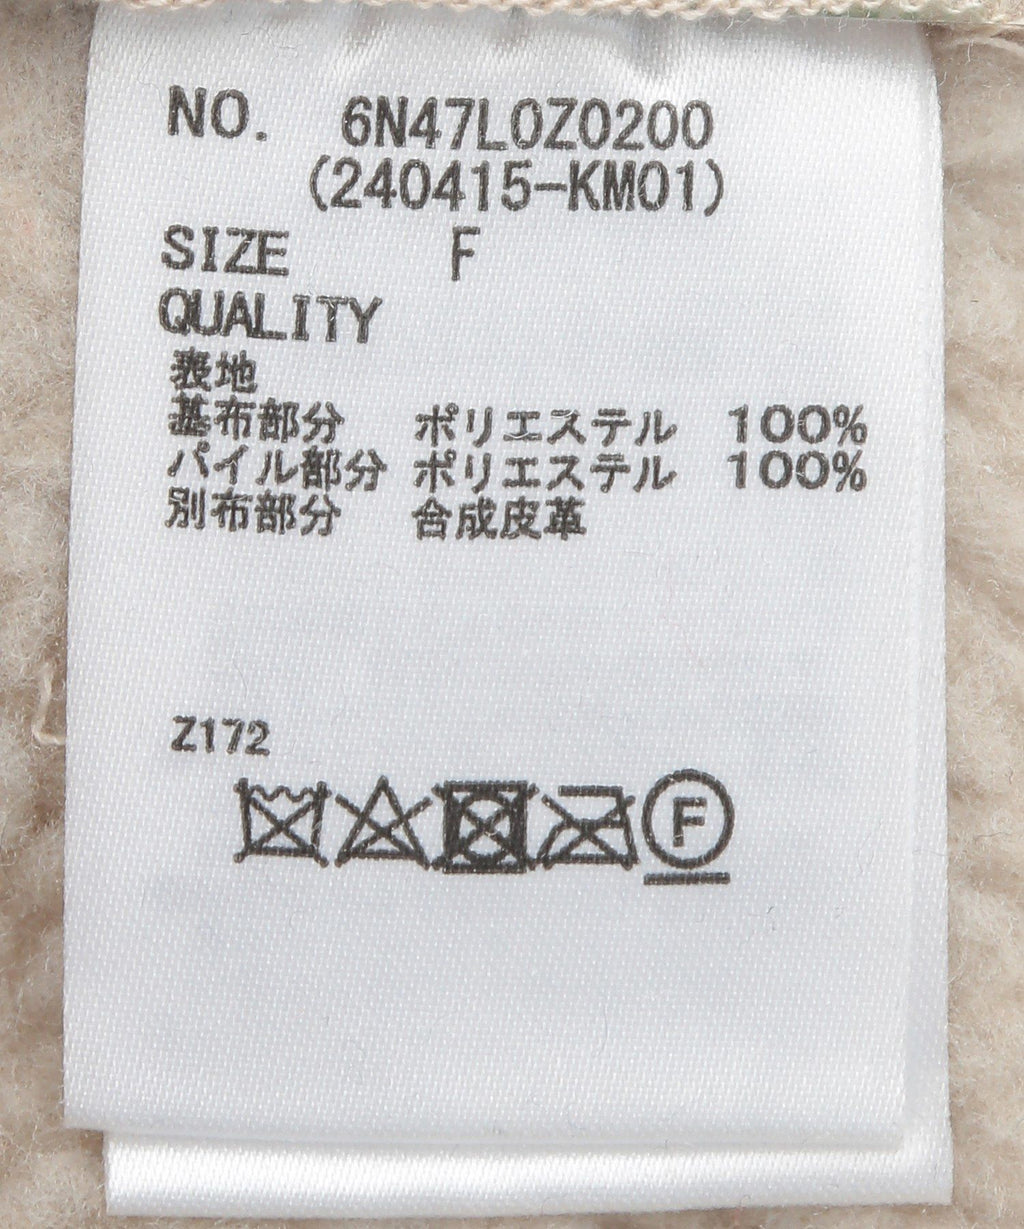 NO. 6N47L0Z0200
(240415-KM01)
SIZE F
QUALITY
表地
基布部分 ポリエステル 100%
パイル部分 ポリエステル 100%
別布部分 合成皮革
Z172
F